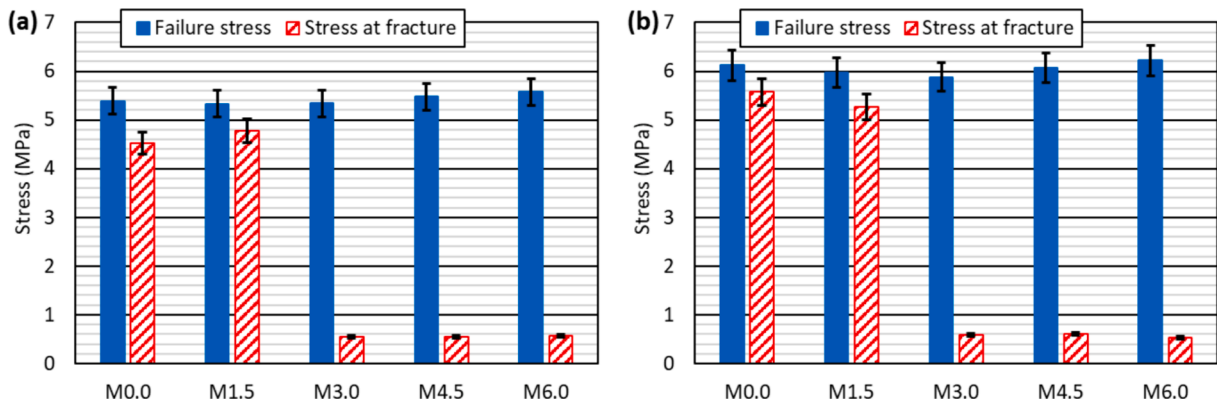 (a)
Failure stress
Stress at fracture
Stress (MPa)
7
6
5
4
3
2
1
0
M0.0
M1.5
M3.0
M4.5
M6.0
(b)
Failure stress
Stress at fracture
Stress (MPa)
7
6
5
4
3
2
1
0
M0.0
M1.5
M3.0
M4.5
M6.0